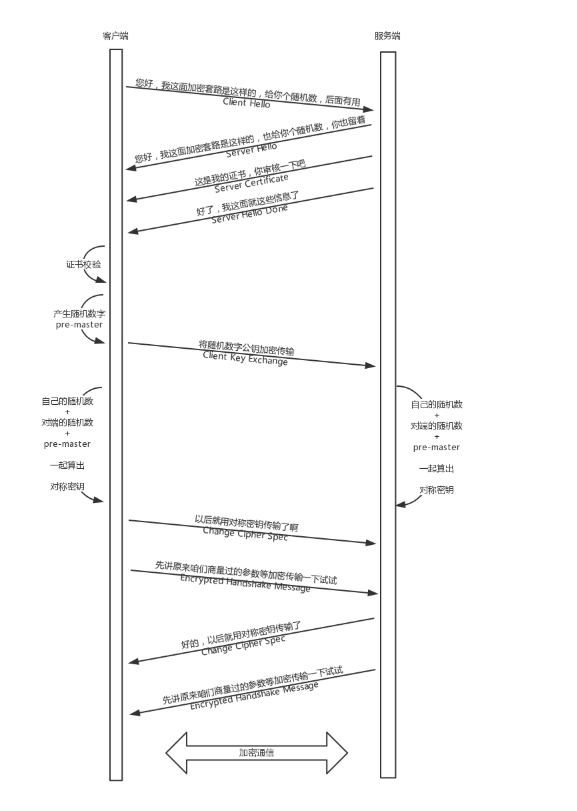 客户端
服务端
您好，我这面加密套路是这样的，给你个随机数，后面有用
Client Hello
您好，我这面加密套路是这样的，也给你个随机数，你也留着
Server Hello
这是我的证书，你审核一下吧
Server Certificate
好了，我这面就这些信息了
Server Hello Done
证书校验
产生随机数字
pre-master
将随机数字公钥加密传输
Client Key Exchange
自己的随机数
+
对端的随机数
+
pre-master
一起算出
对称密钥
自己的随机数
+
对端的随机数
+
pre-master
一起算出
对称密钥
以后就用对称密钥传输了啊
Change Cipher Spec
先讲原来咱们商量过的参数等加密传输一下试试
Encrypted Handshake Message
好的，以后就用对称密钥传输了
Change Cipher Spec
先讲原来咱们商量过的参数等加密传输一下试试
Encrypted Handshake Message
加密通信